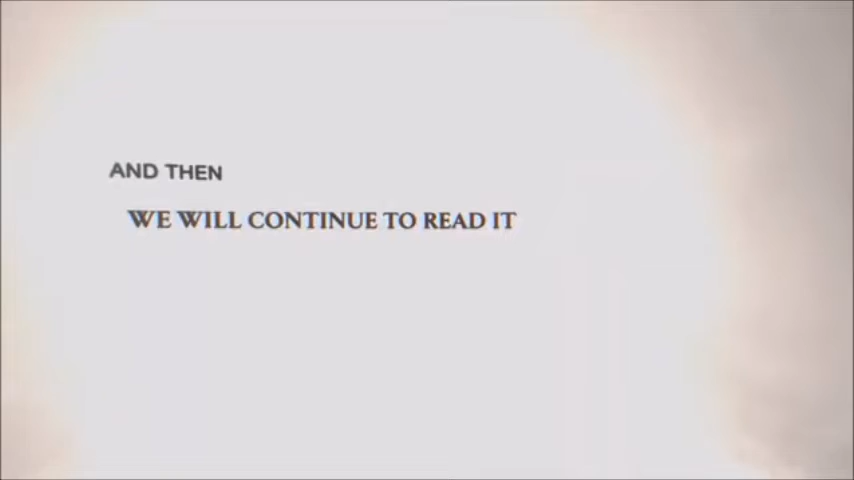 AND THEN
WE WILL CONTINUE TO READ IT